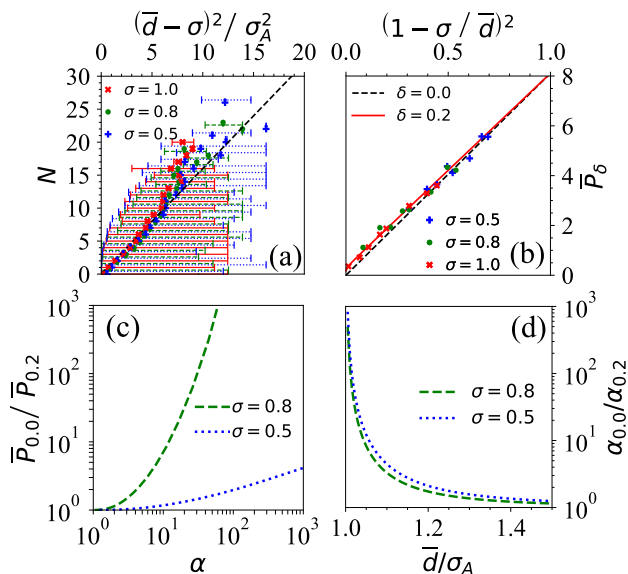 (d̅ − σ)² / σ_A²
(1 − σ / d̅)²
0 5 10 15 20
0.0 0.5 1.0
30
25
20
15
10
5
0
N
σ = 1.0
σ = 0.8
σ = 0.5
(a)
δ = 0.0
δ = 0.2
σ = 0.5
σ = 0.8
σ = 1.0
(b)
8
6
4
2
0
P̅_δ
10³
10²
10¹
10⁰
P̅_0.0 / P̅_0.2
(c)
σ = 0.8
σ = 0.5
10⁰ 10¹ 10² 10³
α
(d)
σ = 0.8
σ = 0.5
10³
10²
10¹
10⁰
α_0.0/α_0.2
1.0 1.2 1.4
d̅/σ_A